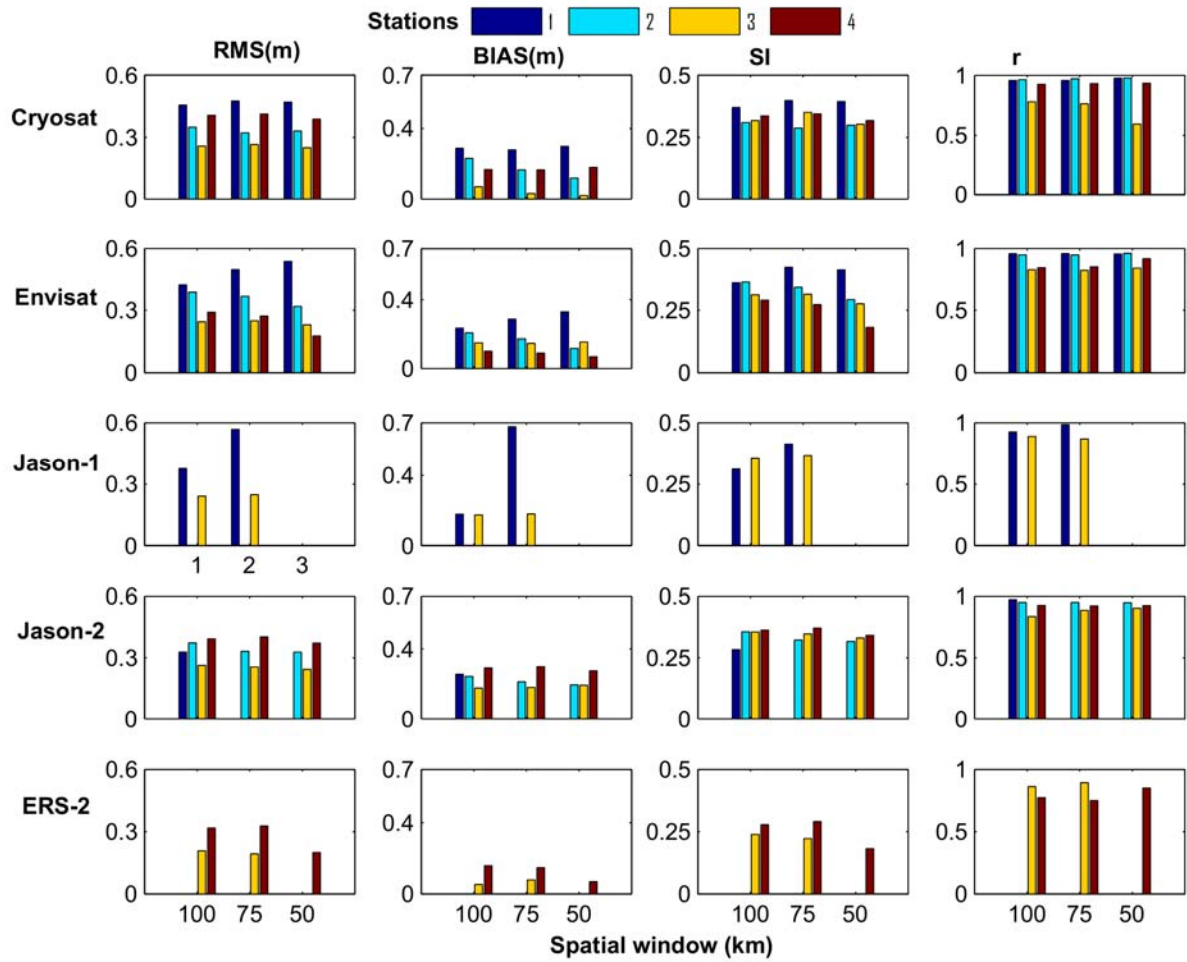 Stations 1 2 3 4
RMS(m) BIAS(m) SI r
Cryosat
0.6 0.7 0.5 1
0.3 0.4 0.25 0.5
0 0 0 0
Envisat
0.6 0.7 0.5 1
0.3 0.4 0.25 0.5
0 0 0 0
Jason-1
0.6 0.7 0.5 1
0.3 0.4 0.25 0.5
0 0 0 0
1 2 3
Jason-2
0.6 0.7 0.5 1
0.3 0.4 0.25 0.5
0 0 0 0
ERS-2
0.6 0.7 0.5 1
0.3 0.4 0.25 0.5
0 0 0 0
100 75 50 100 75 50 100 75 50 100 75 50
Spatial window (km)